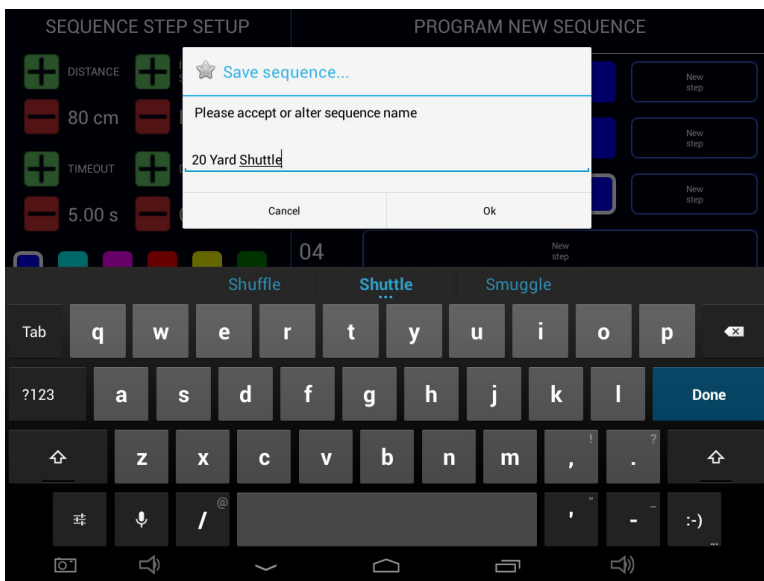 SEQUENCE STEP SETUP
PROGRAM NEW SEQUENCE
Save sequence...
Please accept or alter sequence name
20 Yard Shuttle
Cancel
Ok
DISTANCE
80 cm
TIMEOUT
5.00 s
New
step
New
step
New
step
04
New
step
Shuffle Shuttle Smuggle
Tab q w e r t y u i o p
?123 a s d f g h j k l Done
z x c v b n m , ! . ?
/ @ ' " - _ :-)